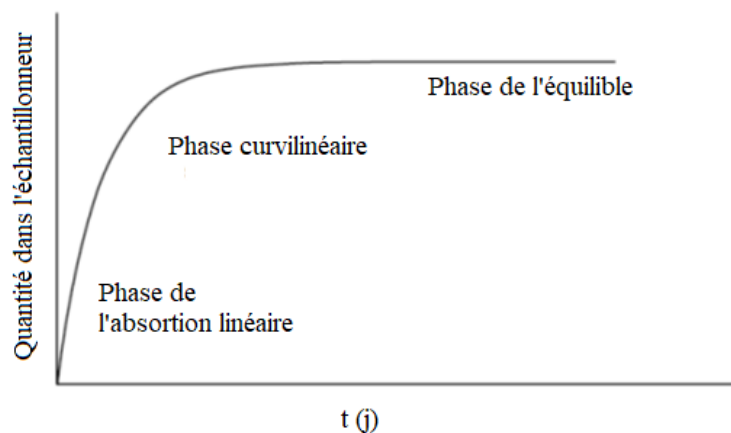 Quantité dans l'échantillonneur
Phase de l'équilible
Phase curvilinéaire
Phase de
l'absortion linéaire
t (j)